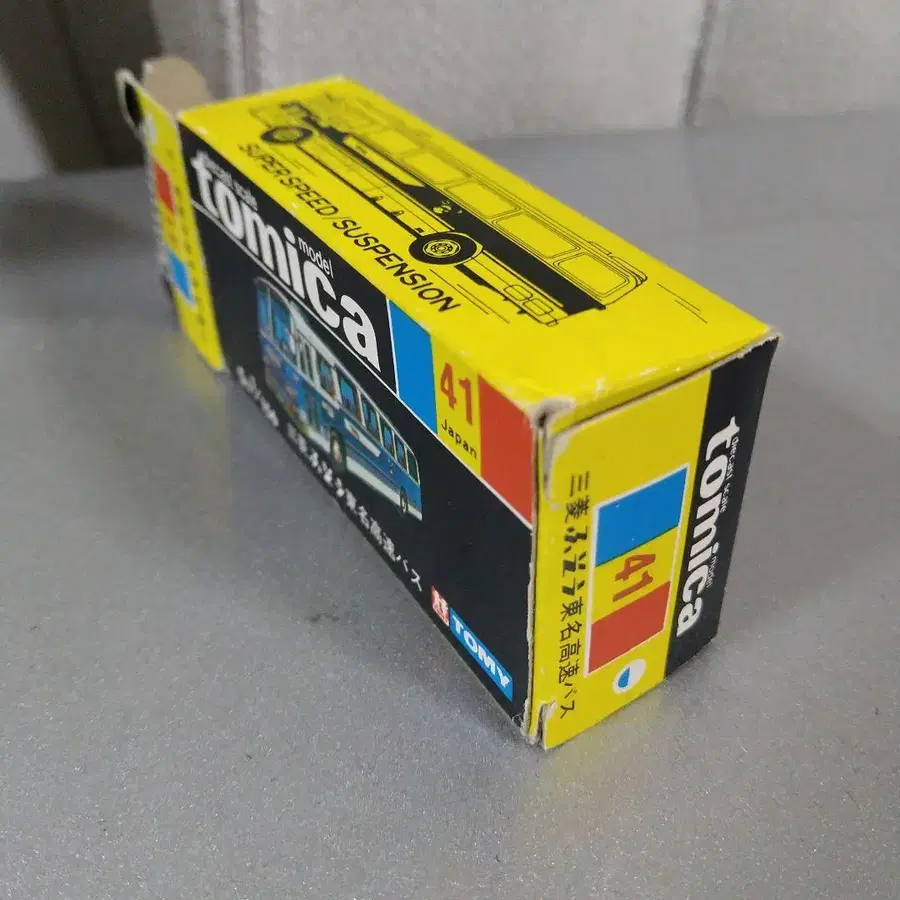 SUPER SPEED/SUSPENSION
diecast scale
tomica
model
41
Japan
三菱ふそう東名高速バス
TOMY
diecast scale
tomica
model
41
三菱ふそう東名高速バス